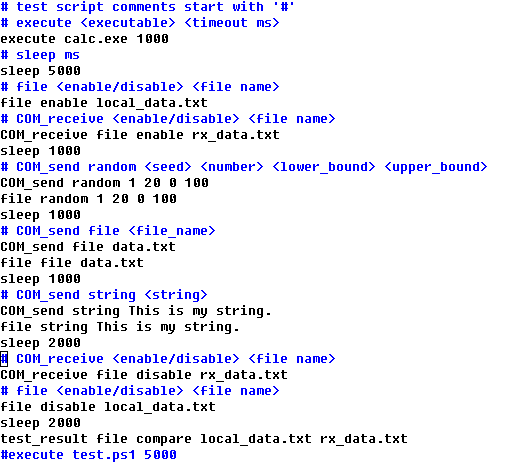 # test script comments start with '#'
# execute <executable> <timeout ms>
execute calc.exe 1000
# sleep ms
sleep 5000
# file <enable/disable> <file name>
file enable local_data.txt
# COM_receive <enable/disable> <file name>
COM_receive file enable rx_data.txt
sleep 1000
# COM_send random <seed> <number> <lower_bound> <upper_bound>
COM_send random 1 20 0 100
file random 1 20 0 100
sleep 1000
# COM_send file <file_name>
COM_send file data.txt
file file data.txt
sleep 1000
# COM_send string <string>
COM_send string This is my string.
file string This is my string.
sleep 2000
# COM_receive <enable/disable> <file name>
COM_receive file disable rx_data.txt
# file <enable/disable> <file name>
file disable local_data.txt
sleep 2000
test_result file compare local_data.txt rx_data.txt
#execute test.ps1 5000